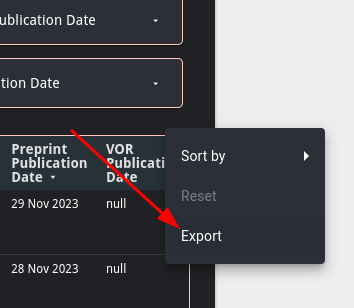 ublication Date
tion Date
Preprint VOR
Publication Publicati
Date Date
29 Nov 2023 null
28 Nov 2023 null
Sort by
Reset
Export